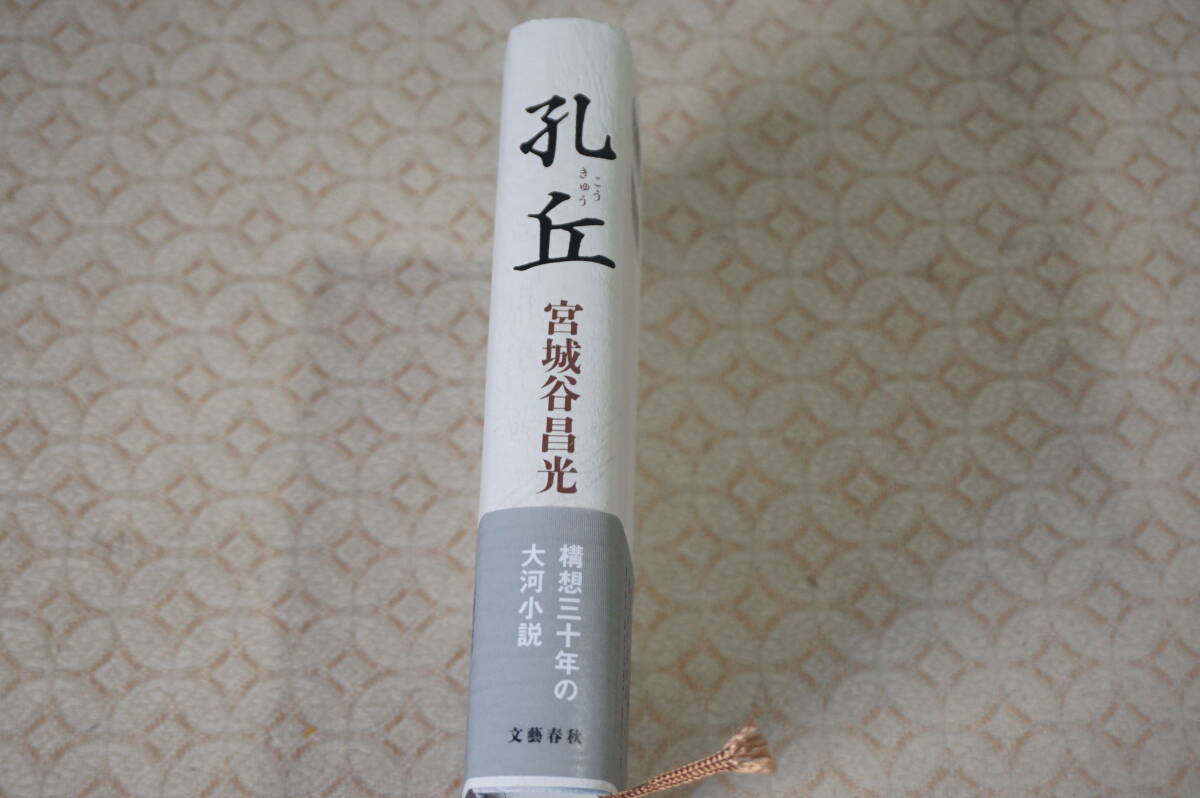 孔丘
こう
きゅう
宮城谷昌光
構想三十年の
大河小説
文藝春秋